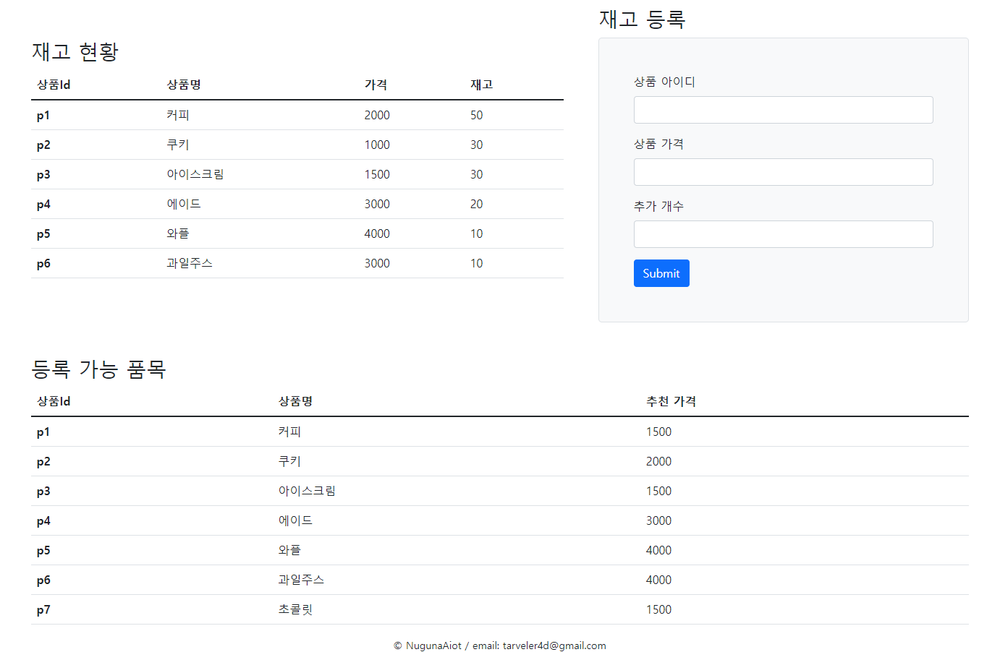 재고 현황
상품Id 상품명 가격 재고
p1 커피 2000 50
p2 쿠키 1000 30
p3 아이스크림 1500 30
p4 에이드 3000 20
p5 와플 4000 10
p6 과일주스 3000 10
재고 등록
상품 아이디
상품 가격
추가 개수
Submit
등록 가능 품목
상품Id 상품명 추천 가격
p1 커피 1500
p2 쿠키 2000
p3 아이스크림 1500
p4 에이드 3000
p5 와플 4000
p6 과일주스 4000
p7 초콜릿 1500
© NugunaAiot / email: tarveler4d@gmail.com